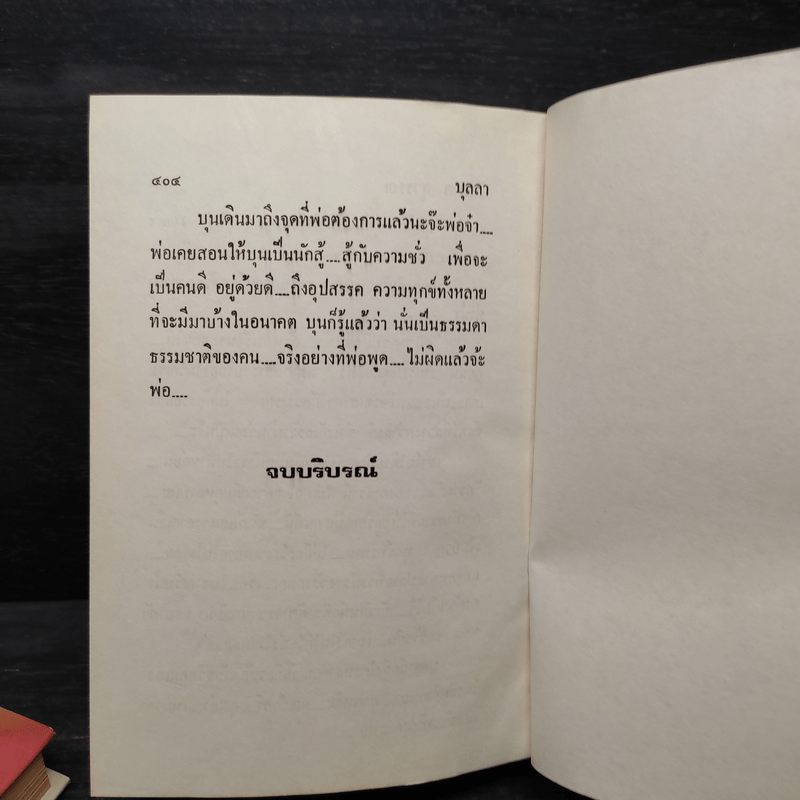 ๔๐๔ บุลลา
บุนเดินมาถึงจุดที่พ่อต้องการแล้วนะจ๊ะพ่อจ๋า....
พ่อเคยสอนให้บุนเป็นนักสู้....สู้กับความชั่ว เพื่อจะ
เป็นคนดี อยู่ด้วยดี....ถึงอุปสรรค ความทุกข์ทั้งหลาย
ที่จะมีมาบ้างในอนาคต บุนก็รู้แล้วว่า นั่นเป็นธรรมดา
ธรรมชาติของคน....จริงอย่างที่พ่อพูด....ไม่ผิดแล้วจ้ะ
พ่อ....
จบบริบรณ์